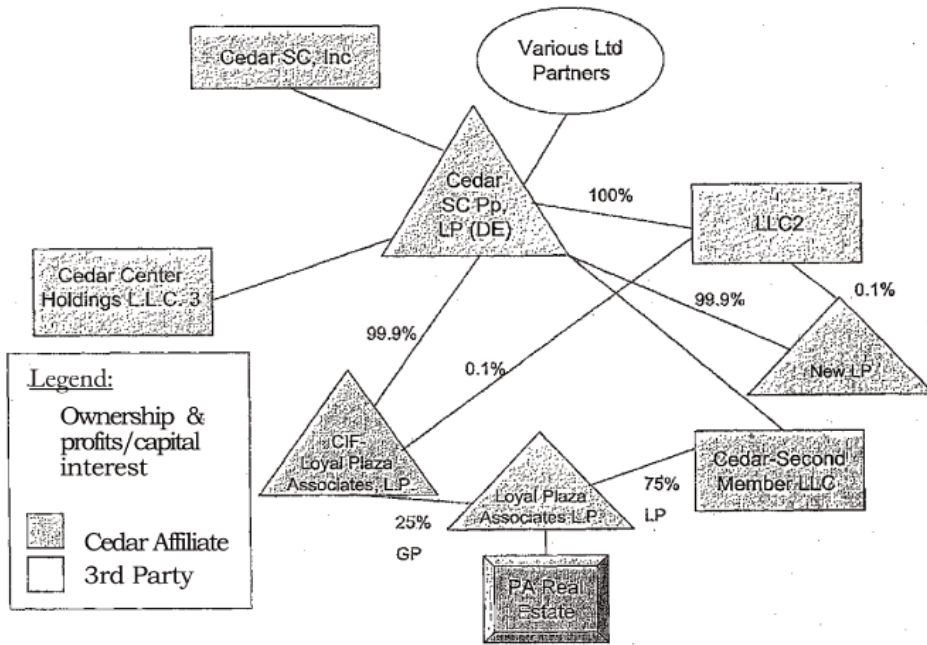 Cedar SC, Inc
Various Ltd
Partners
Cedar
SC Pp,
LP (DE)
100%
LLC2
Cedar Center
Holdings L.L.C. 3
99.9%
0.1%
99.9%
0.1%
New LP
Legend:
Ownership &
profits/capital
interest
Cedar Affiliate
3rd Party
CIF-
Loyal Plaza
Associates, L.P
25%
GP
Loyal Plaza
Associates L.P
75%
LP
Cedar-Second
Member LLC
PA Real
Estate